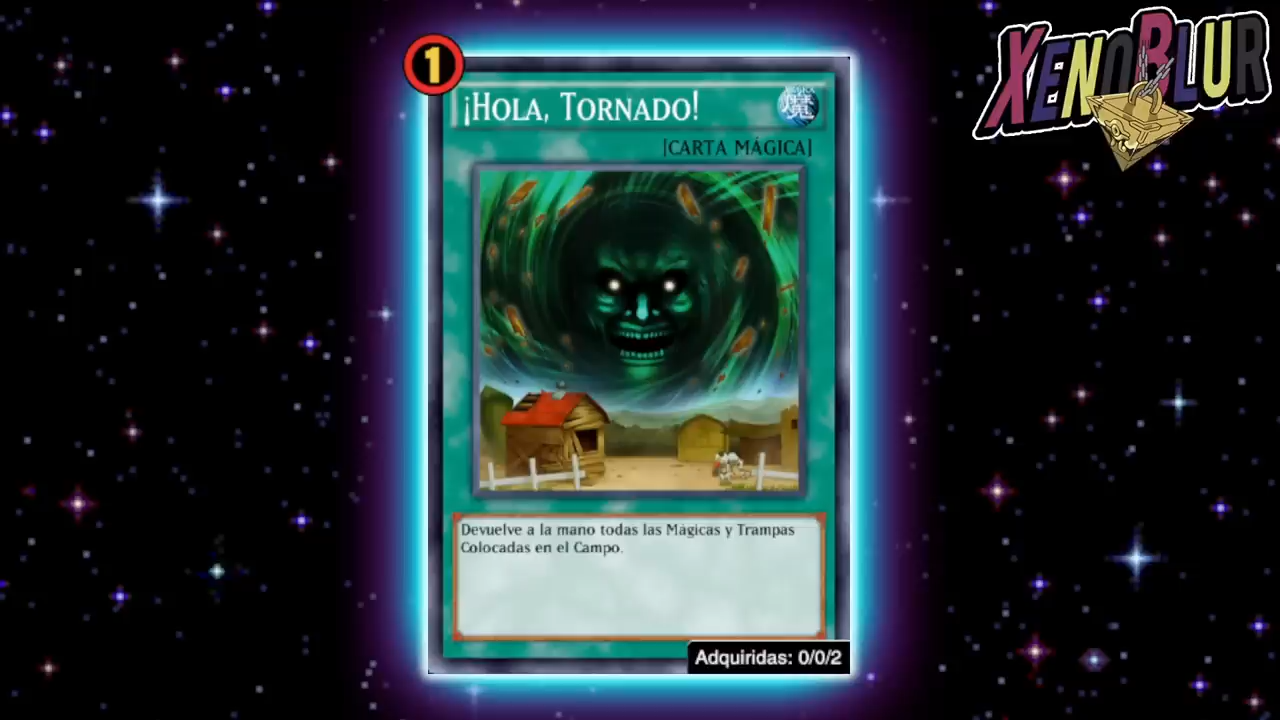 XENOBLUR
1
¡HOLA, TORNADO!
魔
[CARTA MÁGICA]
Devuelve a la mano todas las Mágicas y Trampas
Colocadas en el Campo.
Adquiridas: 0/0/2